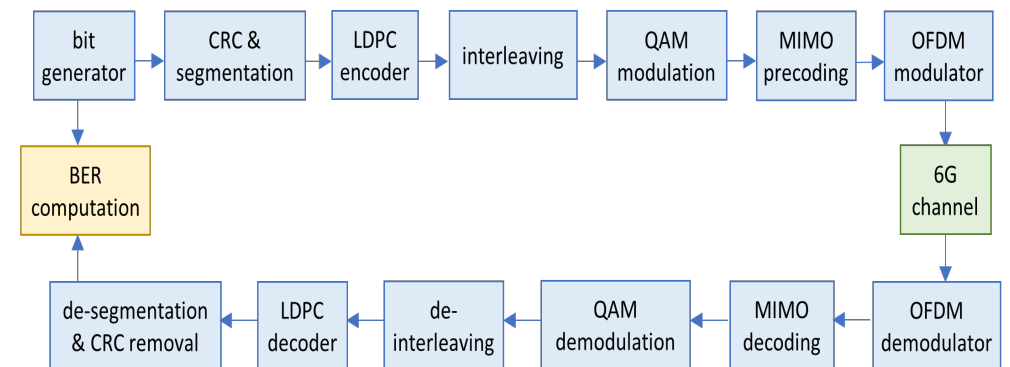 bit
generator
CRC &
segmentation
LDPC
encoder
interleaving
QAM
modulation
MIMO
precoding
OFDM
modulator
BER
computation
6G
channel
de-segmentation
& CRC removal
LDPC
decoder
de-
interleaving
QAM
demodulation
MIMO
decoding
OFDM
demodulator